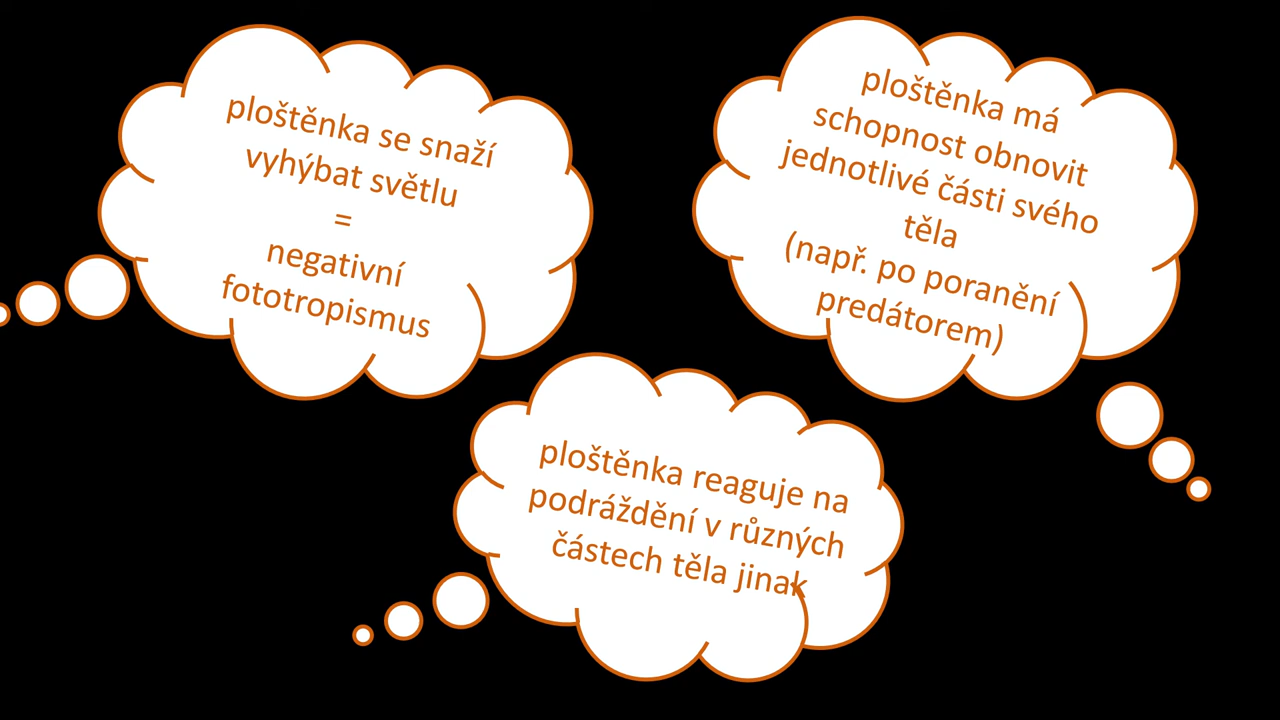 ploštěnka se snaží
vyhýbat světlu
=
negativní
fototropismus
ploštěnka má
schopnost obnovit
jednotlivé části svého
těla
(např. po poranění
predátorem)
ploštěnka reaguje na
podráždění v různých
částech těla jinak